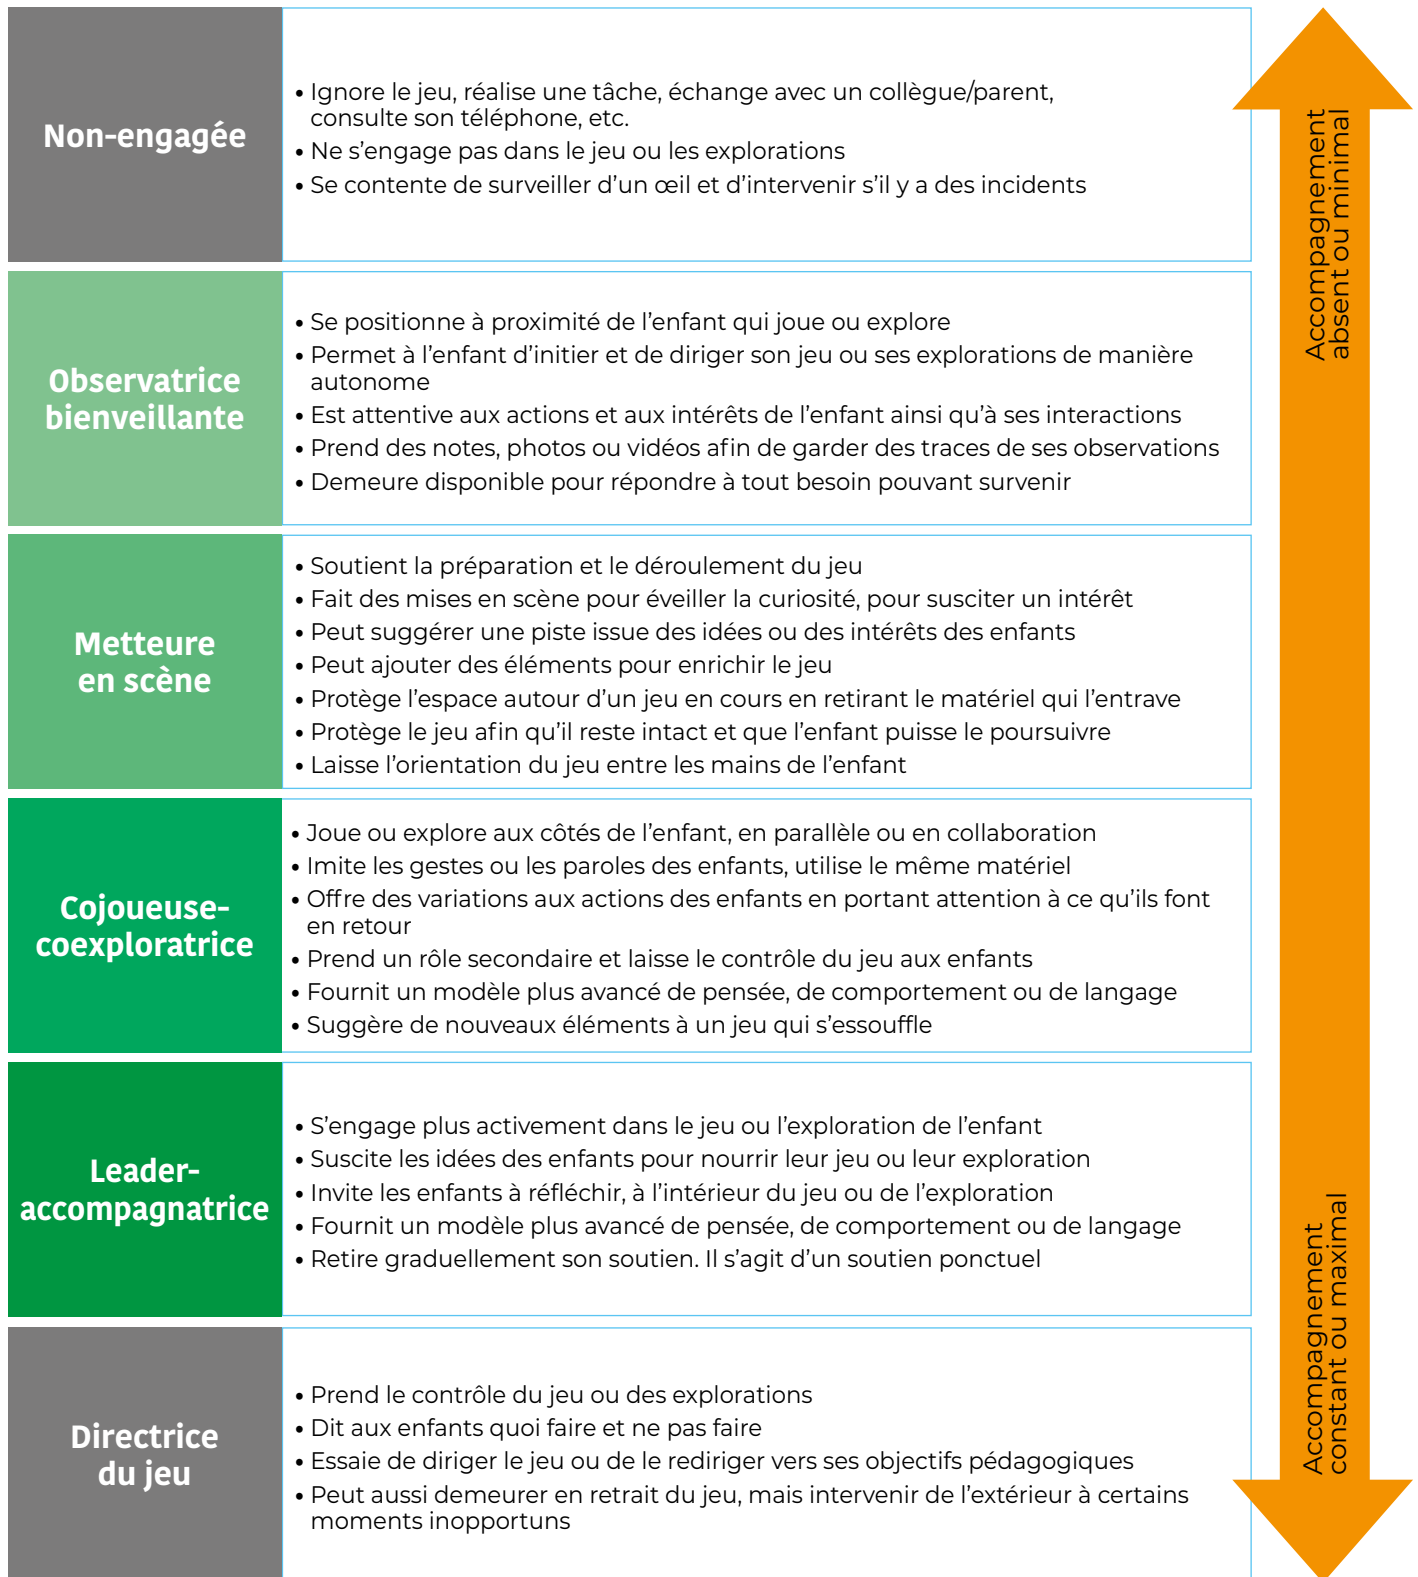 Non-engagée
• Ignore le jeu, réalise une tâche, échange avec un collègue/parent,
consulte son téléphone, etc.
• Ne s’engage pas dans le jeu ou les explorations
• Se contente de surveiller d’un œil et d’intervenir s’il y a des incidents
Observatrice
bienveillante
• Se positionne à proximité de l’enfant qui joue ou explore
• Permet à l’enfant d’initier et de diriger son jeu ou ses explorations de manière
autonome
• Est attentive aux actions et aux intérêts de l’enfant ainsi qu’à ses interactions
• Prend des notes, photos ou vidéos afin de garder des traces de ses observations
• Demeure disponible pour répondre à tout besoin pouvant survenir
Metteure
en scène
• Soutient la préparation et le déroulement du jeu
• Fait des mises en scène pour éveiller la curiosité, pour susciter un intérêt
• Peut suggérer une piste issue des idées ou des intérêts des enfants
• Peut ajouter des éléments pour enrichir le jeu
• Protège l’espace autour d’un jeu en cours en retirant le matériel qui l’entrave
• Protège le jeu afin qu’il reste intact et que l’enfant puisse le poursuivre
• Laisse l’orientation du jeu entre les mains de l’enfant
Cojoueuse-
coexploratrice
• Joue ou explore aux côtés de l’enfant, en parallèle ou en collaboration
• Imite les gestes ou les paroles des enfants, utilise le même matériel
• Offre des variations aux actions des enfants en portant attention à ce qu’ils font
en retour
• Prend un rôle secondaire et laisse le contrôle du jeu aux enfants
• Fournit un modèle plus avancé de pensée, de comportement ou de langage
• Suggère de nouveaux éléments à un jeu qui s’essouffle
Leader-
accompagnatrice
• S’engage plus activement dans le jeu ou l’exploration de l’enfant
• Suscite les idées des enfants pour nourrir leur jeu ou leur exploration
• Invite les enfants à réfléchir, à l’intérieur du jeu ou de l’exploration
• Fournit un modèle plus avancé de pensée, de comportement ou de langage
• Retire graduellement son soutien. Il s’agit d’un soutien ponctuel
Directrice
du jeu
• Prend le contrôle du jeu ou des explorations
• Dit aux enfants quoi faire et ne pas faire
• Essaie de diriger le jeu ou de le rediriger vers ses objectifs pédagogiques
• Peut aussi demeurer en retrait du jeu, mais intervenir de l’extérieur à certains
moments inopportuns
Accompagnement
absent ou minimal
Accompagnement
constant ou maximal